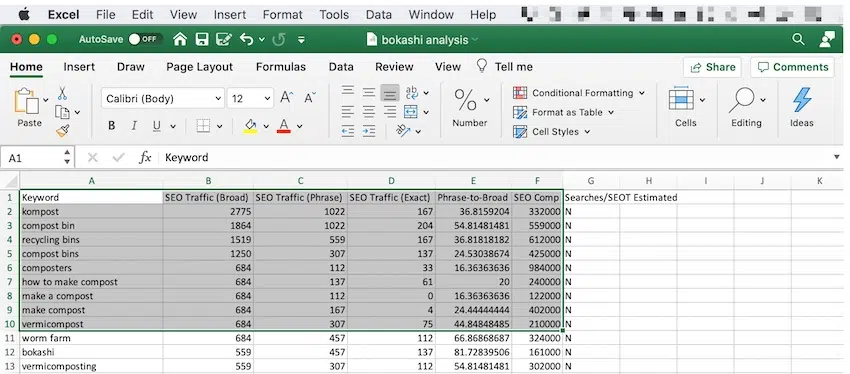 Excel File Edit View Insert Format Tools Data Window Help
AutoSave OFF bokashi analysis
Home Insert Draw Page Layout Formulas Data Review View Tell me Share Comments
Paste Calibri (Body) 12 A A ab Number Conditional Formatting Cells Editing Ideas
Format as Table
B I U A Cell Styles
A1 fx Keyword
A B C D E F G H I J K
1 Keyword SEO Traffic (Broad) SEO Traffic (Phrase) SEO Traffic (Exact) Phrase-to-Broad SEO Comp Searches/SEOT Estimated
2 kompost 2775 1022 167 36.8159204 332000 N
3 compost bin 1864 1022 204 54.81481481 559000 N
4 recycling bins 1519 559 167 36.81818182 612000 N
5 compost bins 1250 307 137 24.53038674 425000 N
6 composters 684 112 33 16.36363636 984000 N
7 how to make compost 684 137 61 20 240000 N
8 make a compost 684 112 0 16.36363636 122000 N
9 make compost 684 167 4 24.44444444 402000 N
10 vermicompost 684 307 75 44.84848485 210000 N
11 worm farm 684 457 112 66.86868687 324000 N
12 bokashi 559 457 137 81.72839506 161000 N
13 vermicomposting 559 307 112 54.81481481 302000 N